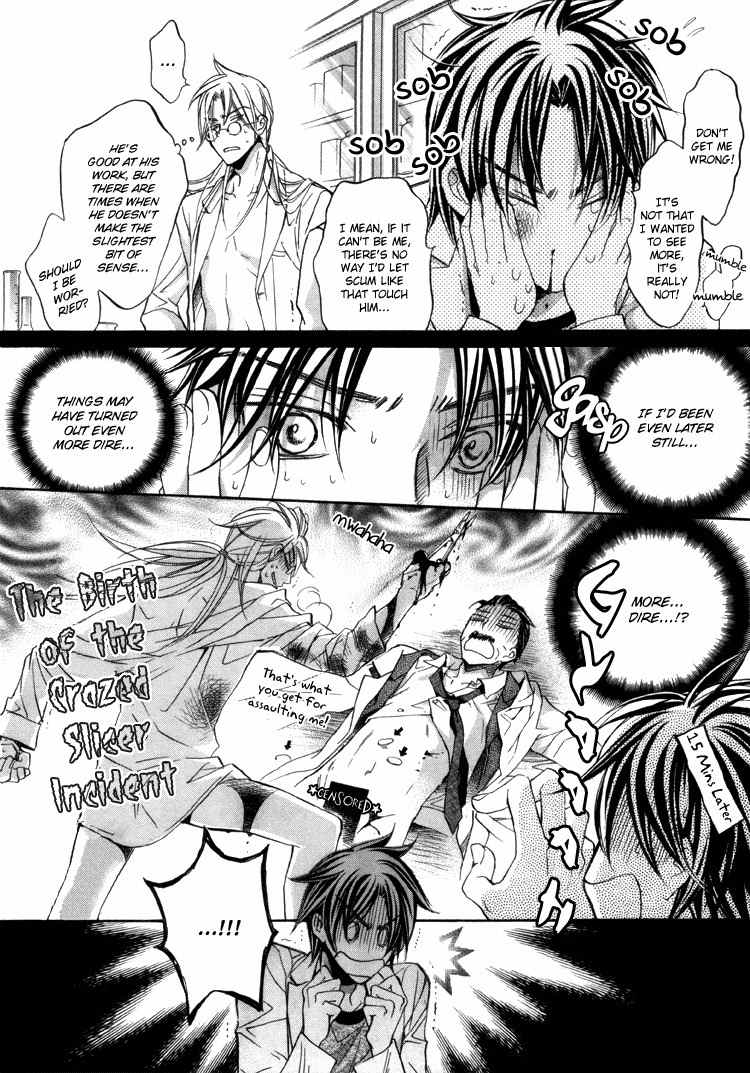 DON'T
GET ME
WRONG!
IT'S
NOT THAT
I WANTED
TO SEE
MORE,
IT'S
REALLY
NOT!
mumble
mumble
sob
sob
sob
sob
sob
I MEAN, IF IT
CAN'T BE ME,
THERE'S NO
WAY I'D LET
SCUM LIKE
THAT TOUCH
HIM...
...
HE'S
GOOD AT HIS
WORK, BUT
THERE ARE
TIMES WHEN
HE DOESN'T
MAKE THE
SLIGHTEST
BIT OF
SENSE...
SHOULD
I BE
WOR-
RIED?
IF I'D BEEN
EVEN LATER
STILL...
gasp
THINGS MAY
HAVE TURNED
OUT EVEN
MORE DIRE...
MORE...
DIRE...!?
mwahaha
The Birth
of the
Crazed
Slicer
Incident
That's what
you get for
assaulting me!
*CENSORED*
15 Mins Later
...!!!